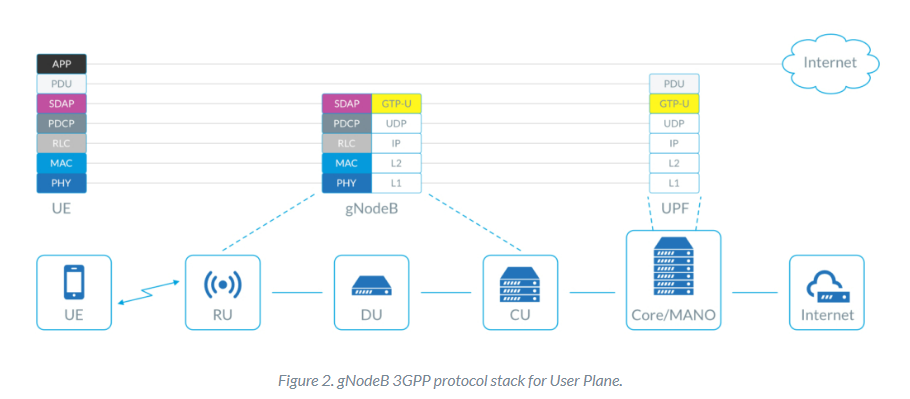 APP
Internet
PDU PDU
SDAP SDAP GTP-U GTP-U
PDCP PDCP UDP UDP
RLC RLC IP IP
MAC MAC L2 L2
PHY PHY L1 L1
UE gNodeB UPF
UE RU DU CU Core/MANO Internet
Figure 2. gNodeB 3GPP protocol stack for User Plane.